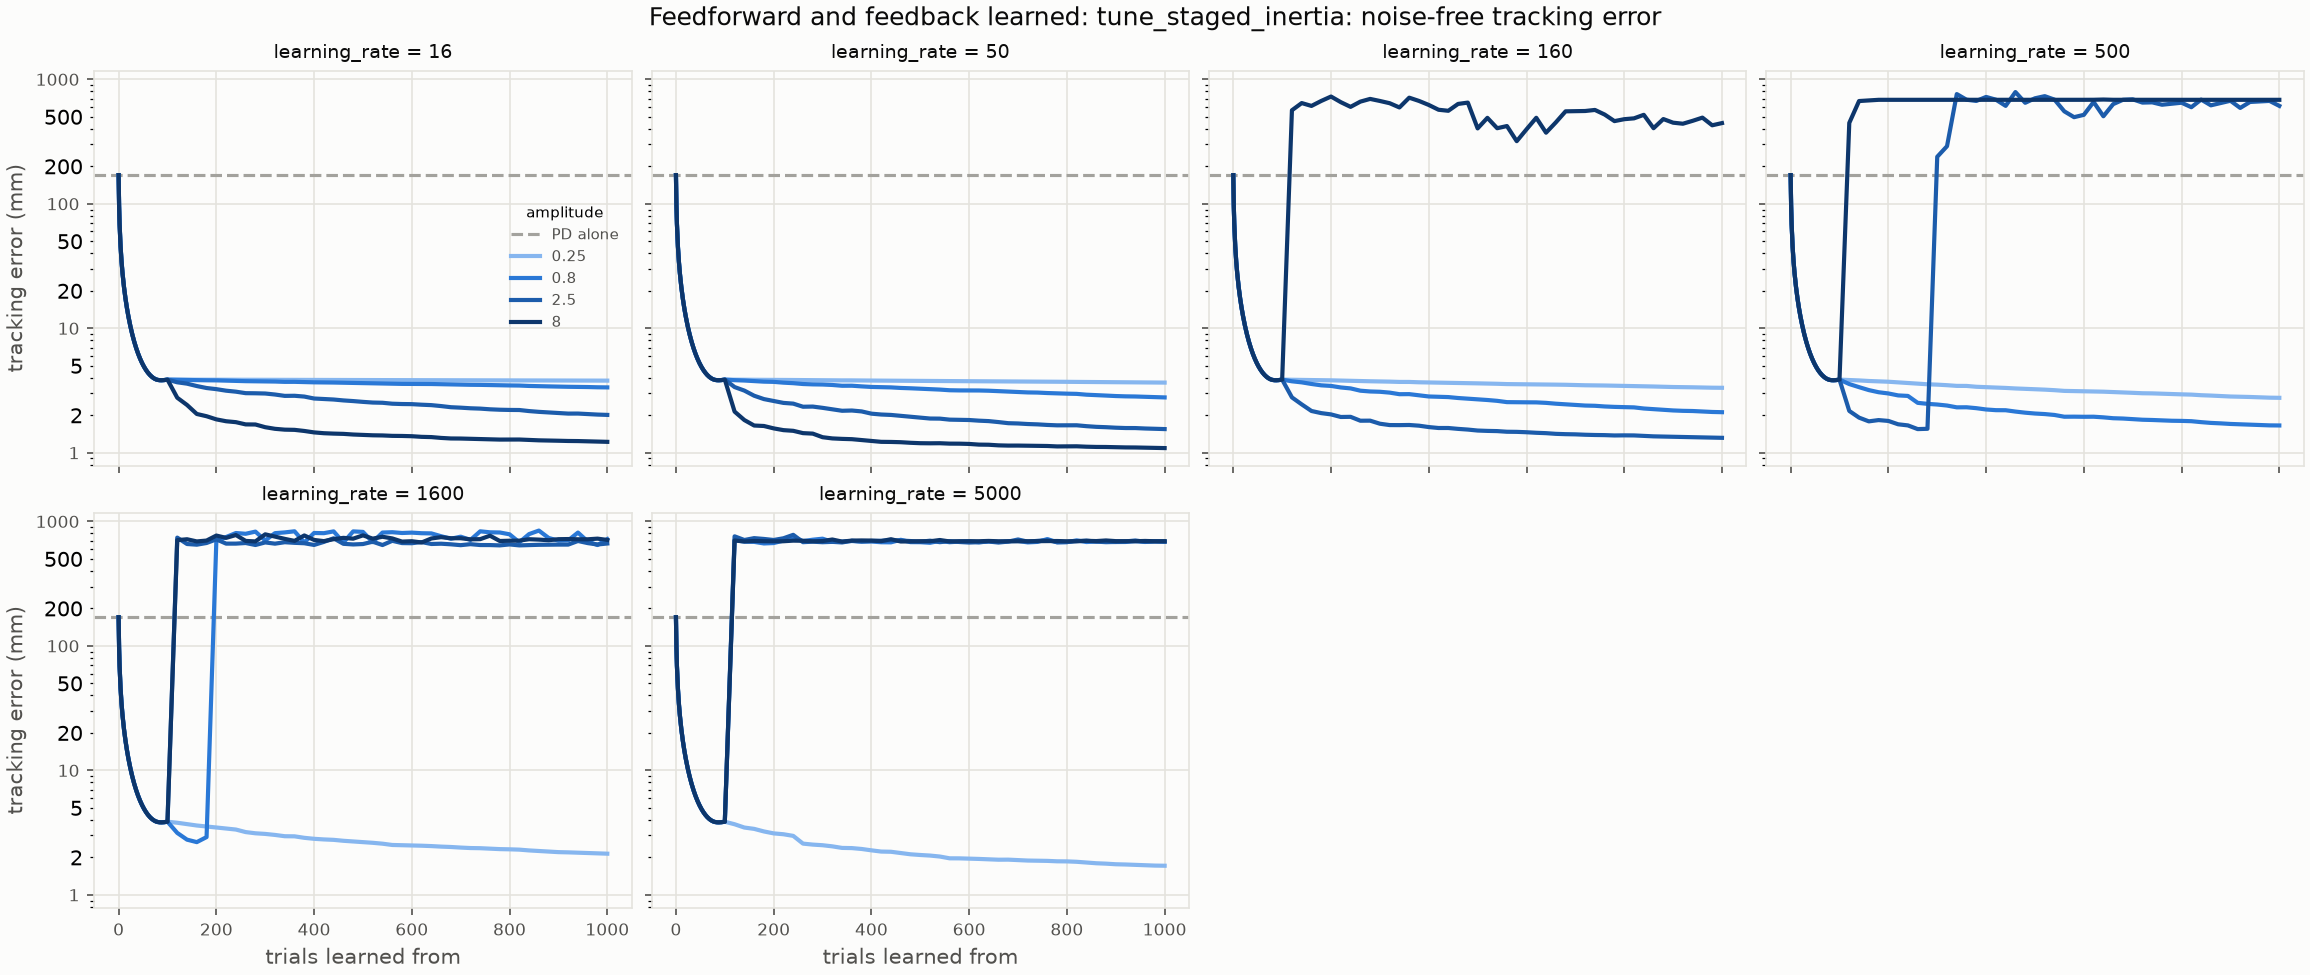 Feedforward and feedback learned: tune_staged_inertia: noise-free tracking error
learning_rate = 16
learning_rate = 50
learning_rate = 160
learning_rate = 500
1000
500
200
100
50
20
10
5
2
1
tracking error (mm)
amplitude
PD alone
0.25
0.8
2.5
8
learning_rate = 1600
learning_rate = 5000
1000
500
200
100
50
20
10
5
2
1
tracking error (mm)
0 200 400 600 800 1000
0 200 400 600 800 1000
trials learned from
trials learned from